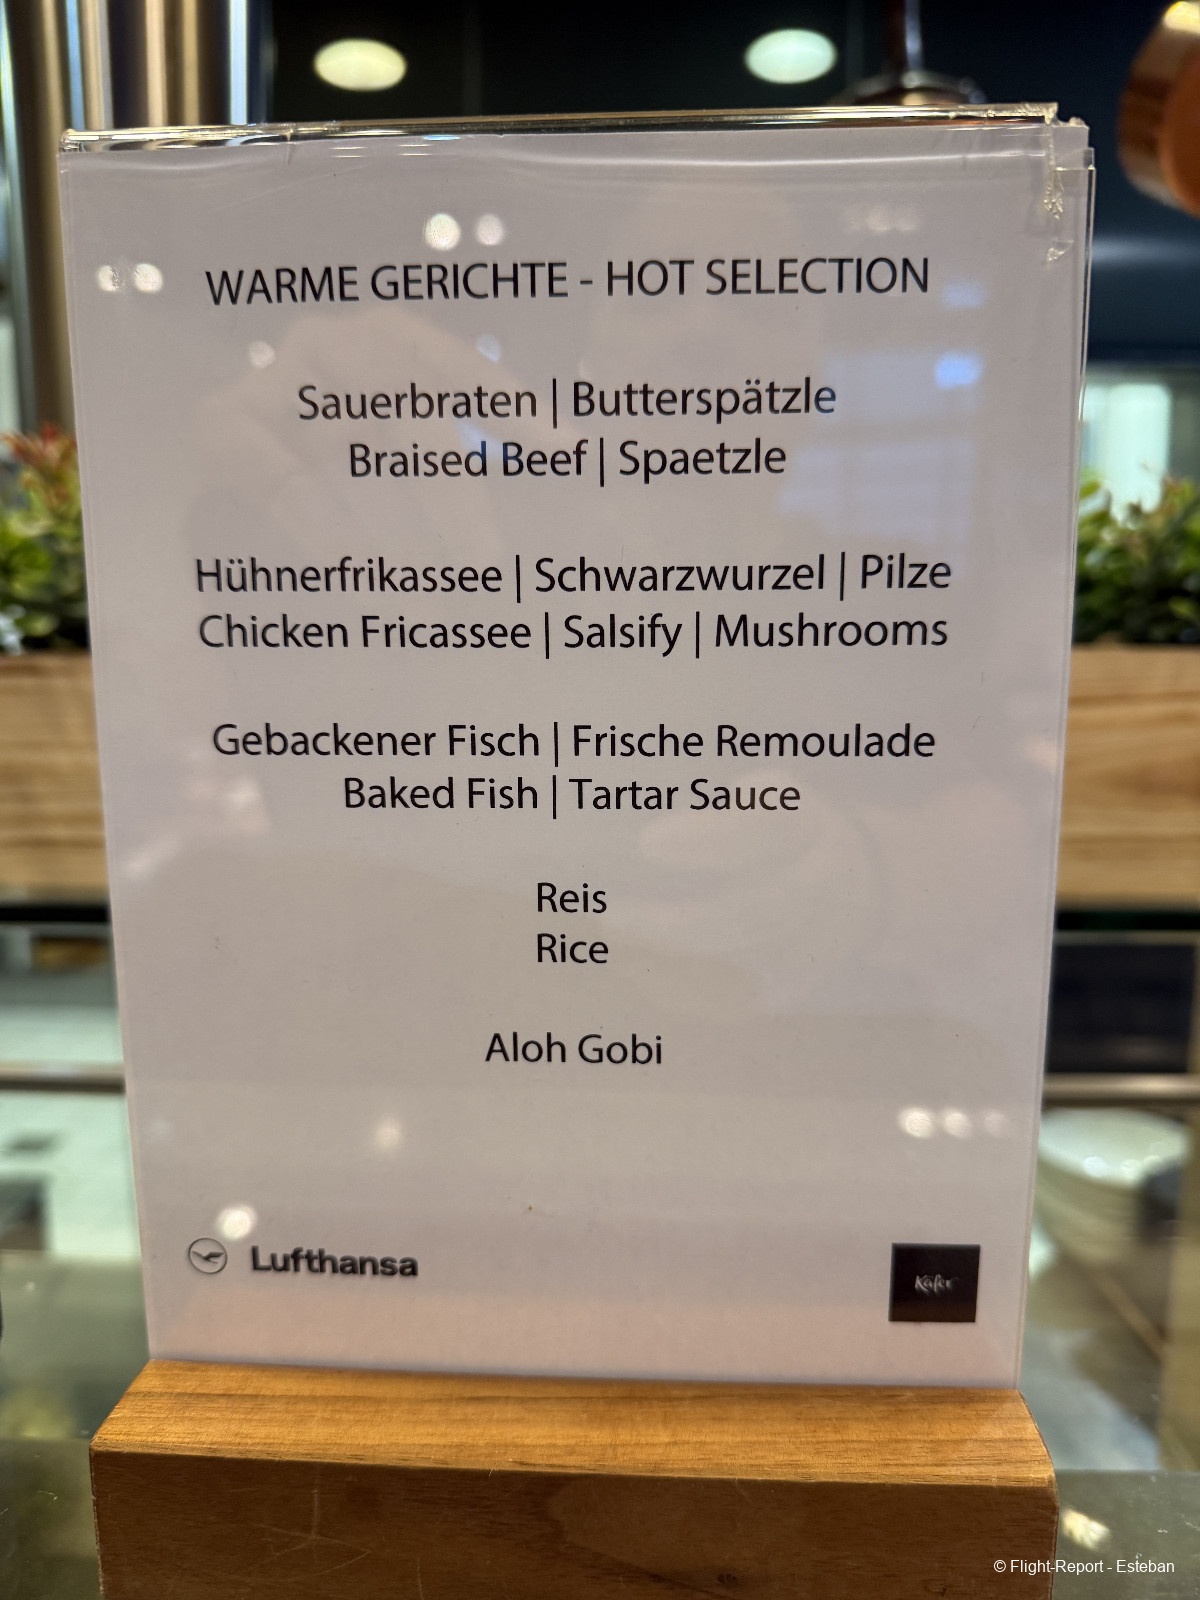 WARME GERICHTE - HOT SELECTION
Sauerbraten | Butterspätzle
Braised Beef | Spaetzle
Hühnerfrikassee | Schwarzwurzel | Pilze
Chicken Fricassee | Salsify | Mushrooms
Gebackener Fisch | Frische Remoulade
Baked Fish | Tartar Sauce
Reis
Rice
Aloh Gobi
Lufthansa
Käfer
© Flight-Report - Esteban